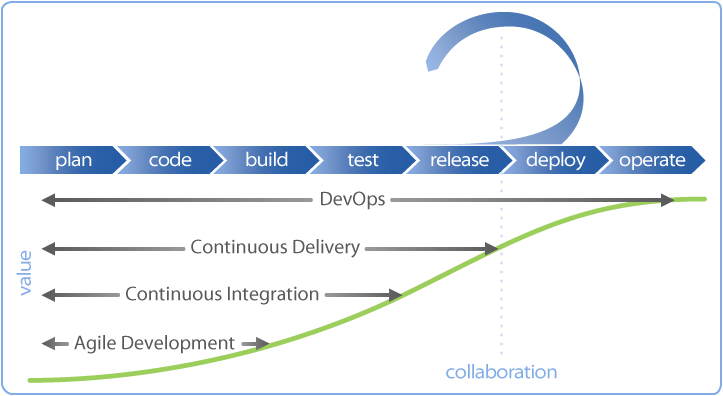 plan
code
build
test
release
deploy
operate
DevOps
Continuous Delivery
value
Continuous Integration
Agile Development
collaboration